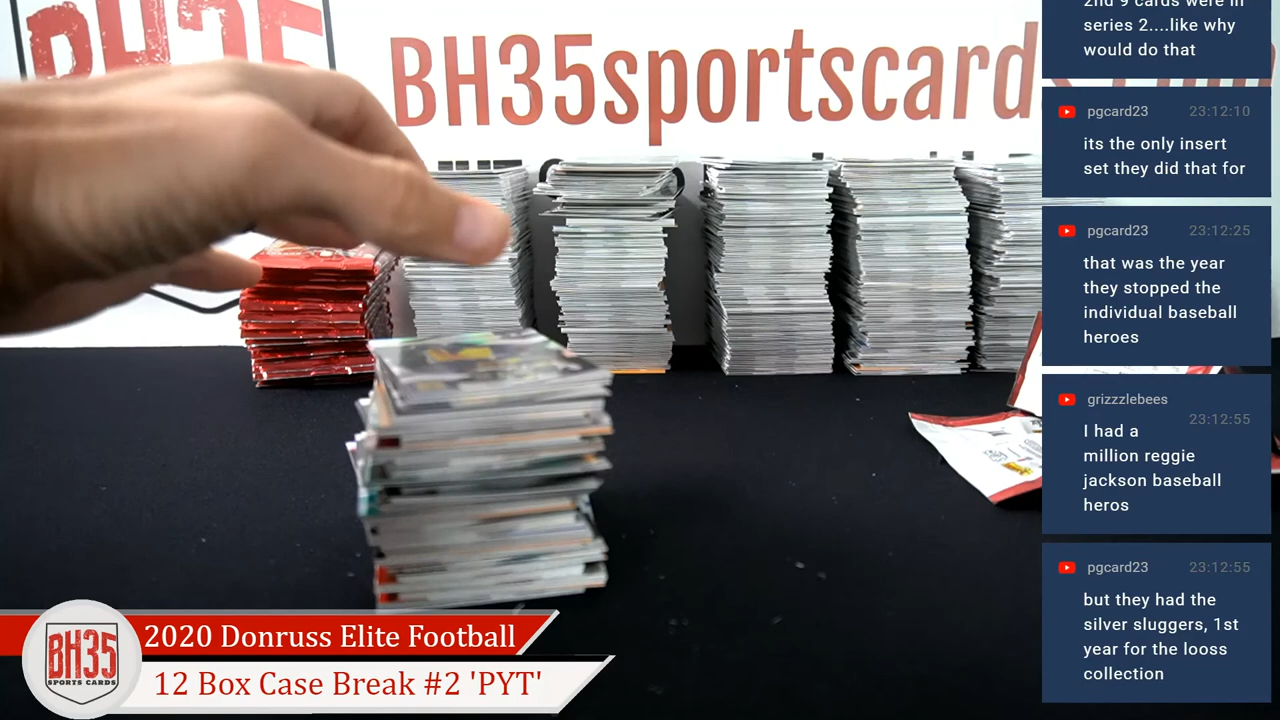 BH35
BH35sportscard
2nd 9 cards were in
series 2....like why
would do that
pgcard23 23:12:10
its the only insert
set they did that for
pgcard23 23:12:25
that was the year
they stopped the
individual baseball
heroes
grizzzlebees 23:12:55
I had a
million reggie
jackson baseball
heros
pgcard23 23:12:55
but they had the
silver sluggers, 1st
year for the looss
collection
2020 Donruss Elite Football
12 Box Case Break #2 'PYT'
BH35
SPORTS CARDS